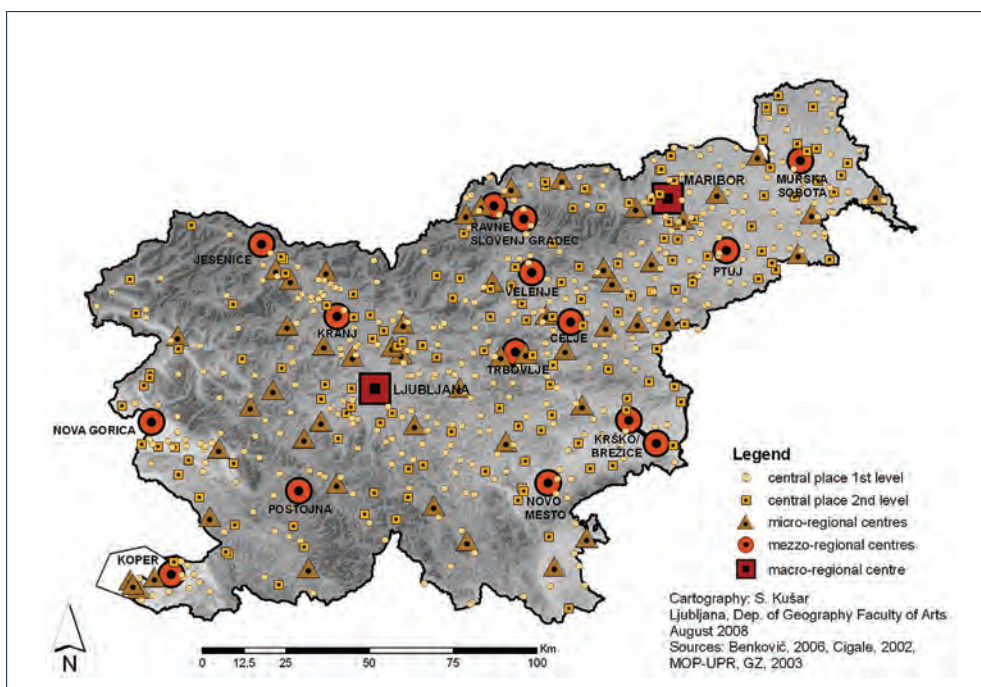 MARIBOR
MURSKA
SOBOTA
RAVNE
SLOVENJ GRADEC
JESENICE
PTUJ
VELENJE
KRANJ
CELJE
TRBOVLJE
LJUBLJANA
NOVA GORICA
KRŠKO/
BREŽICE
POSTOJNA
NOVO
MESTO
KOPER
Legend
central place 1st level
central place 2nd level
micro-regional centres
mezzo-regional centres
macro-regional centre
Cartography: S. Kušar
Ljubljana, Dep. of Geography Faculty of Arts
August 2008
Sources: Benkovič, 2006, Cigale, 2002,
MOP-UPR, GZ, 2003
N
Km
0 12.5 25 50 75 100